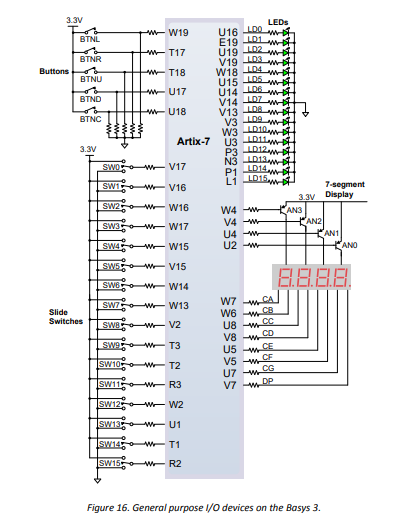 3.3V
BTNL
BTNR
Buttons
BTNU
BTND
BTNC
W19
T17
T18
U17
U18
Artix-7
LEDs
U16 LD0
E19 LD1
U19 LD2
V19 LD3
W18 LD4
U15 LD5
U14 LD6
V14 LD7
V13 LD8
V3 LD9
W3 LD10
U3 LD11
P3 LD12
N3 LD13
P1 LD14
L1 LD15
3.3V
SW0 V17
SW1 V16
SW2 W16
SW3 W17
SW4 W15
SW5 V15
SW6 W14
SW7 W13
Slide
Switches
SW8 V2
SW9 T3
SW10 T2
SW11 R3
SW12 W2
SW13 U1
SW14 T1
SW15 R2
7-segment
Display
3.3V
W4 AN3
V4 AN2
U4 AN1
U2 AN0
8.8.8.8.
W7 CA
W6 CB
U8 CC
V8 CD
U5 CE
V5 CF
U7 CG
V7 DP
Figure 16. General purpose I/O devices on the Basys 3.